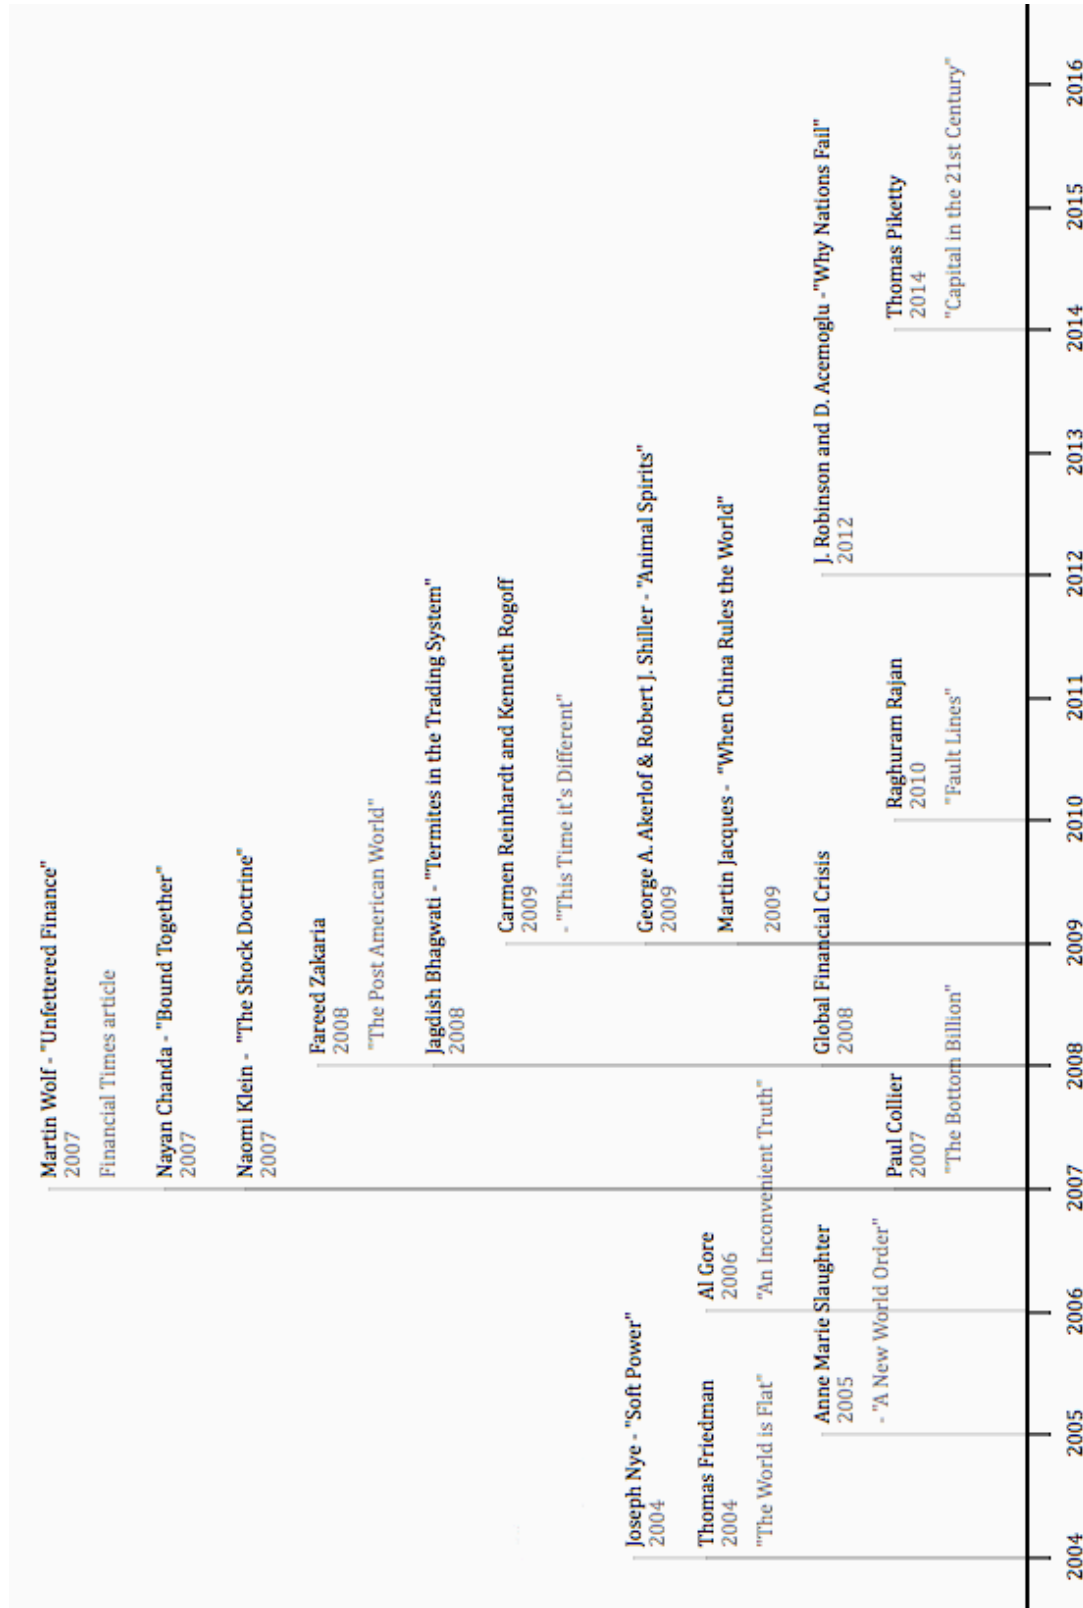 Martin Wolf - "Unfettered Finance"
2007
Financial Times article
Nayan Chanda - "Bound Together"
2007
Naomi Klein - "The Shock Doctrine"
2007
Fareed Zakaria
2008
"The Post American World"
Jagdish Bhagwati - "Termites in the Trading System"
2008
Carmen Reinhardt and Kenneth Rogoff
2009
- "This Time it's Different"
Joseph Nye - "Soft Power"
2004
George A. Akerlof & Robert J. Shiller - "Animal Spirits"
2009
Thomas Friedman
2004
"The World is Flat"
Al Gore
2006
"An Inconvenient Truth"
Martin Jacques - "When China Rules the World"
2009
Anne Marie Slaughter
2005
- "A New World Order"
Global Financial Crisis
2008
J. Robinson and D. Acemoglu -"Why Nations Fail"
2012
Paul Collier
2007
"The Bottom Billion"
Raghuram Rajan
2010
"Fault Lines"
Thomas Piketty
2014
"Capital in the 21st Century"
2004 2005 2006 2007 2008 2009 2010 2011 2012 2013 2014 2015 2016